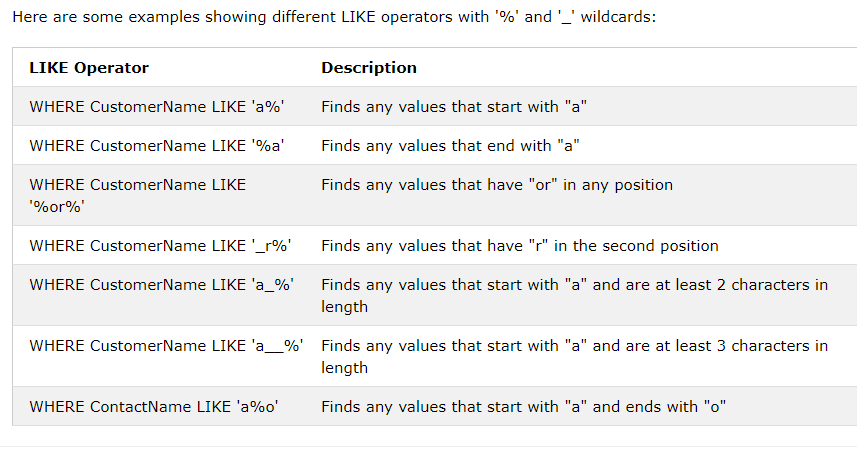 Here are some examples showing different LIKE operators with '%' and '_' wildcards:
LIKE Operator Description
WHERE CustomerName LIKE 'a%' Finds any values that start with "a"
WHERE CustomerName LIKE '%a' Finds any values that end with "a"
WHERE CustomerName LIKE Finds any values that have "or" in any position
'%or%'
WHERE CustomerName LIKE '_r%' Finds any values that have "r" in the second position
WHERE CustomerName LIKE 'a_%' Finds any values that start with "a" and are at least 2 characters in
length
WHERE CustomerName LIKE 'a__%' Finds any values that start with "a" and are at least 3 characters in
length
WHERE ContactName LIKE 'a%o' Finds any values that start with "a" and ends with "o"